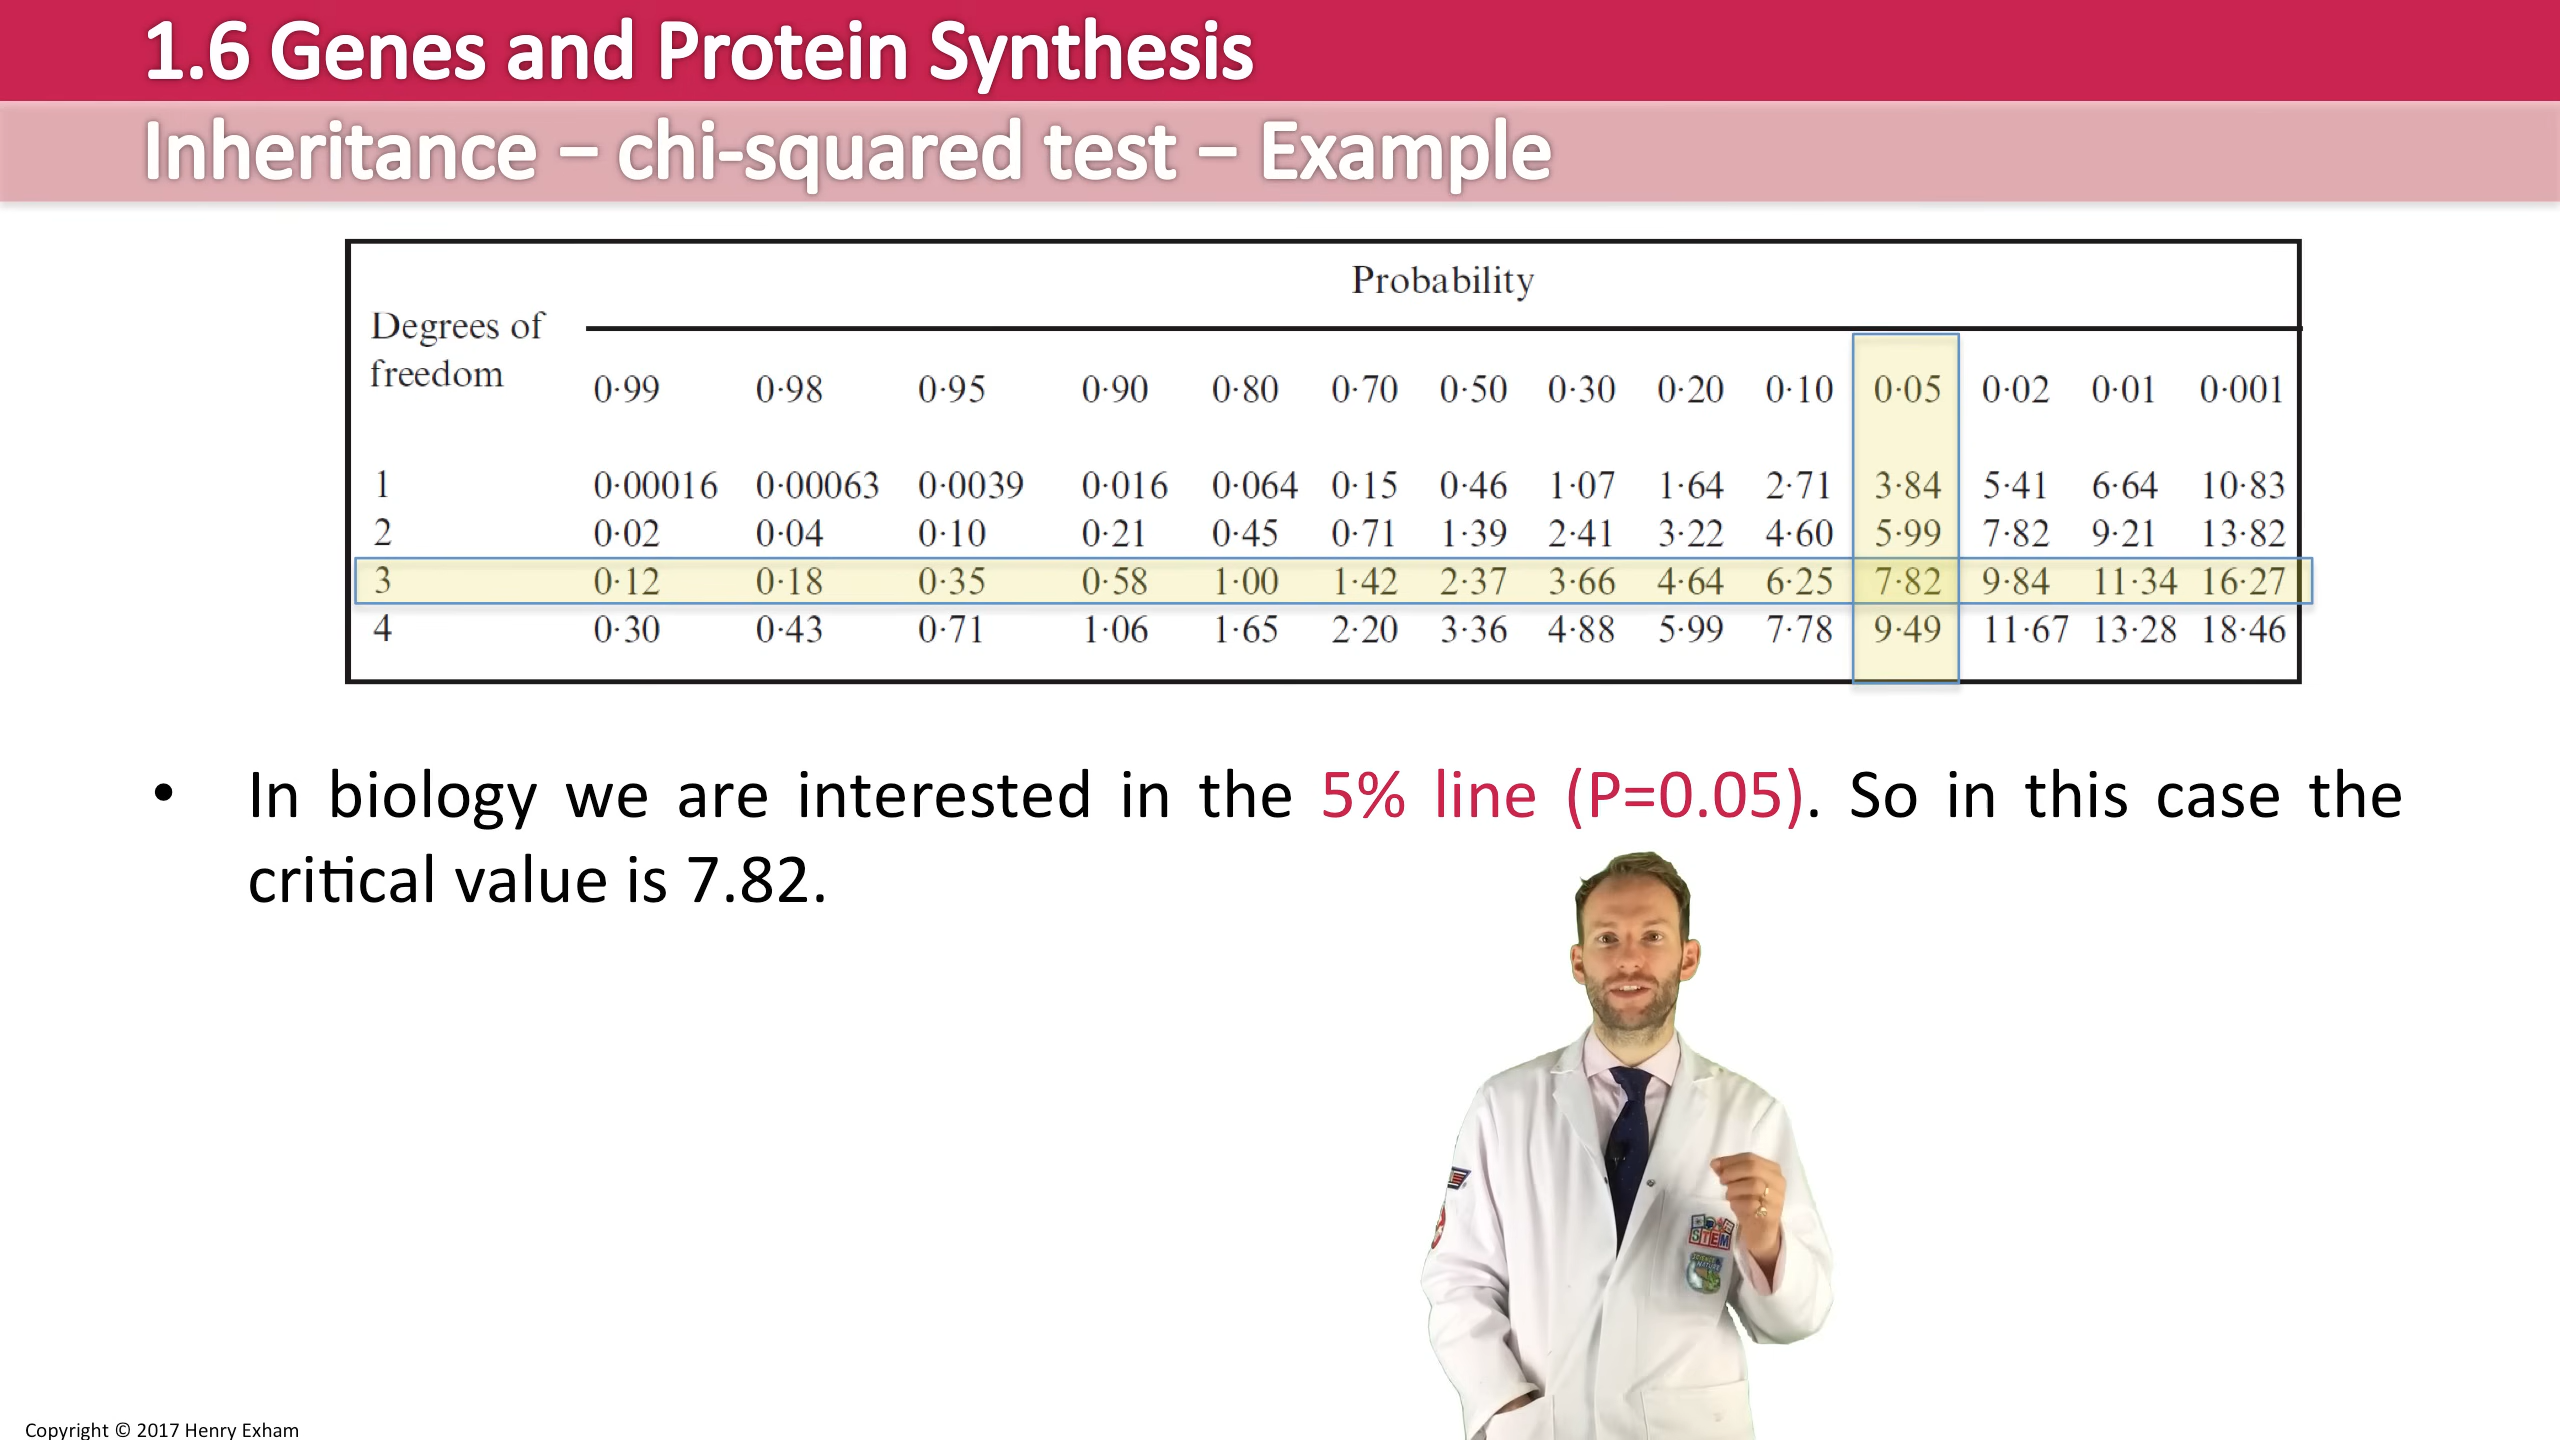 1.6 Genes and Protein Synthesis
Inheritance – chi-squared test – Example
Probability
Degrees of
freedom
0·99 0·98 0·95 0·90 0·80 0·70 0·50 0·30 0·20 0·10 0·05 0·02 0·01 0·001
1 0·00016 0·00063 0·0039 0·016 0·064 0·15 0·46 1·07 1·64 2·71 3·84 5·41 6·64 10·83
2 0·02 0·04 0·10 0·21 0·45 0·71 1·39 2·41 3·22 4·60 5·99 7·82 9·21 13·82
3 0·12 0·18 0·35 0·58 1·00 1·42 2·37 3·66 4·64 6·25 7·82 9·84 11·34 16·27
4 0·30 0·43 0·71 1·06 1·65 2·20 3·36 4·88 5·99 7·78 9·49 11·67 13·28 18·46
• In biology we are interested in the 5% line (P=0.05). So in this case the
critical value is 7.82.
STEM
Copyright © 2017 Henry Exham